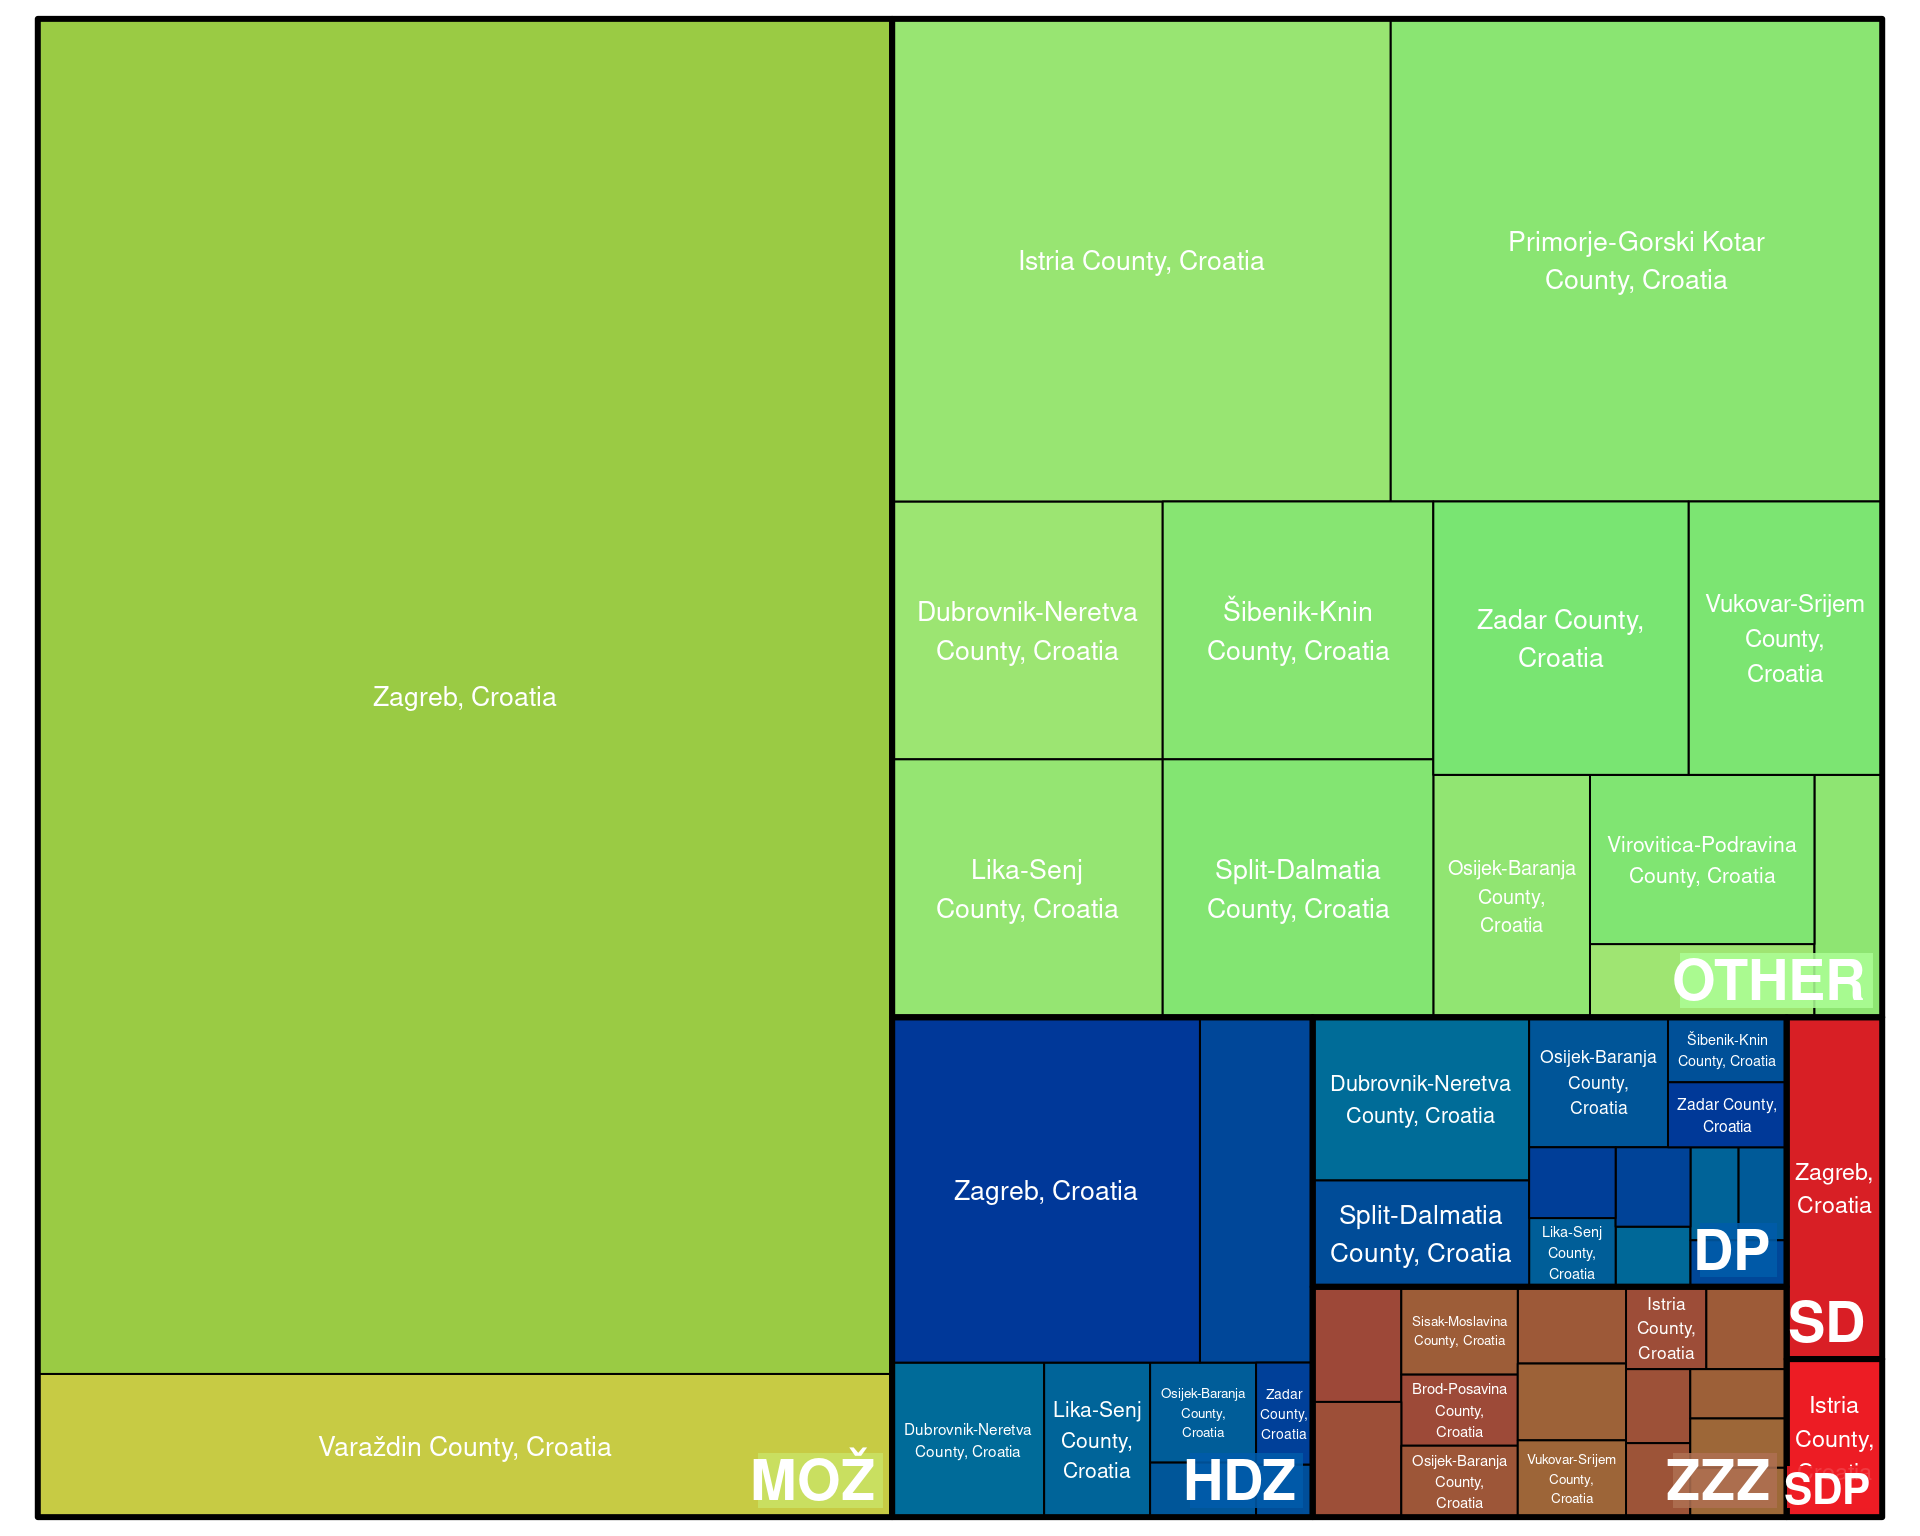 Zagreb, Croatia
Varaždin County, Croatia
MOŽ
Istria County, Croatia
Primorje-Gorski Kotar
County, Croatia
Dubrovnik-Neretva
County, Croatia
Šibenik-Knin
County, Croatia
Zadar County,
Croatia
Vukovar-Srijem
County,
Croatia
Lika-Senj
County, Croatia
Split-Dalmatia
County, Croatia
Osijek-Baranja
County,
Croatia
Virovitica-Podravina
County, Croatia
OTHER
Zagreb, Croatia
Dubrovnik-Neretva
County, Croatia
Lika-Senj
County,
Croatia
Osijek-Baranja
County,
Croatia
Zadar
County,
Croatia
HDZ
Dubrovnik-Neretva
County, Croatia
Split-Dalmatia
County, Croatia
Osijek-Baranja
County,
Croatia
Šibenik-Knin
County, Croatia
Zadar County,
Croatia
Lika-Senj
County,
Croatia
DP
Sisak-Moslavina
County, Croatia
Brod-Posavina
County,
Croatia
Osijek-Baranja
County,
Croatia
Vukovar-Srijem
County,
Croatia
Istria
County,
Croatia
ZZZ
Zagreb,
Croatia
SD
Istria
County,
Croatia
SDP